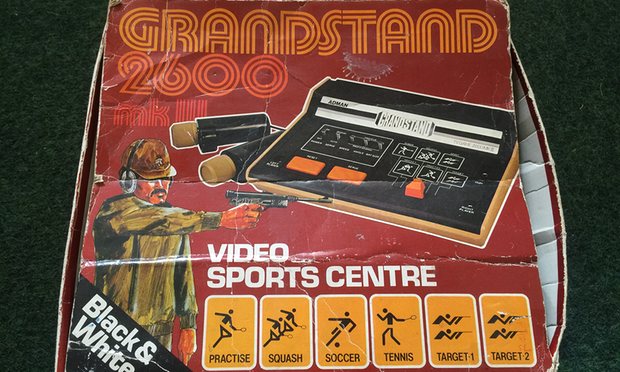 GRANDSTAND
2600
mk III
ADMAN
GRANDSTAND
VIDEO
SPORTS CENTRE
Black &
White
PRACTISE
SQUASH
SOCCER
TENNIS
TARGET·1
TARGET·2